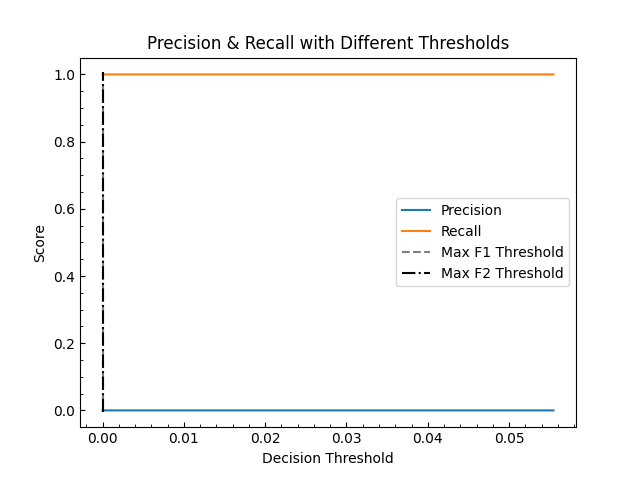 Precision & Recall with Different Thresholds
1.0
0.8
0.6
0.4
0.2
0.0
Score
Precision
Recall
Max F1 Threshold
Max F2 Threshold
0.00 0.01 0.02 0.03 0.04 0.05
Decision Threshold